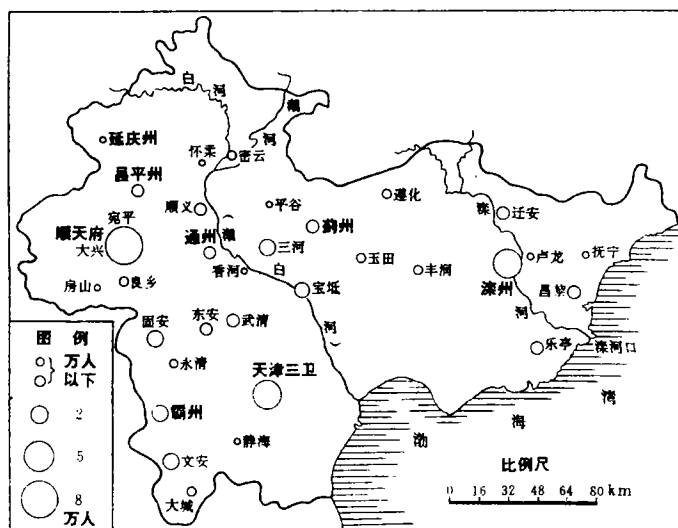 白河
潮河
延庆州
怀柔
密云
昌平州
顺义
平谷
遵化
滦
迁安
宛平
顺天府
大兴
通州
（潮
蓟州
三河
香河
白
玉田
丰润
卢龙
抚宁
滦州
昌黎
房山
良乡
宝坻
河）
河
固安
东安
武清
乐亭
滦河口
永清
天津三卫
霸州
静海
文安
大城
渤海湾
图 例
万人
以下
2
5
8
万人
比例尺
0 16 32 48 64 80 km